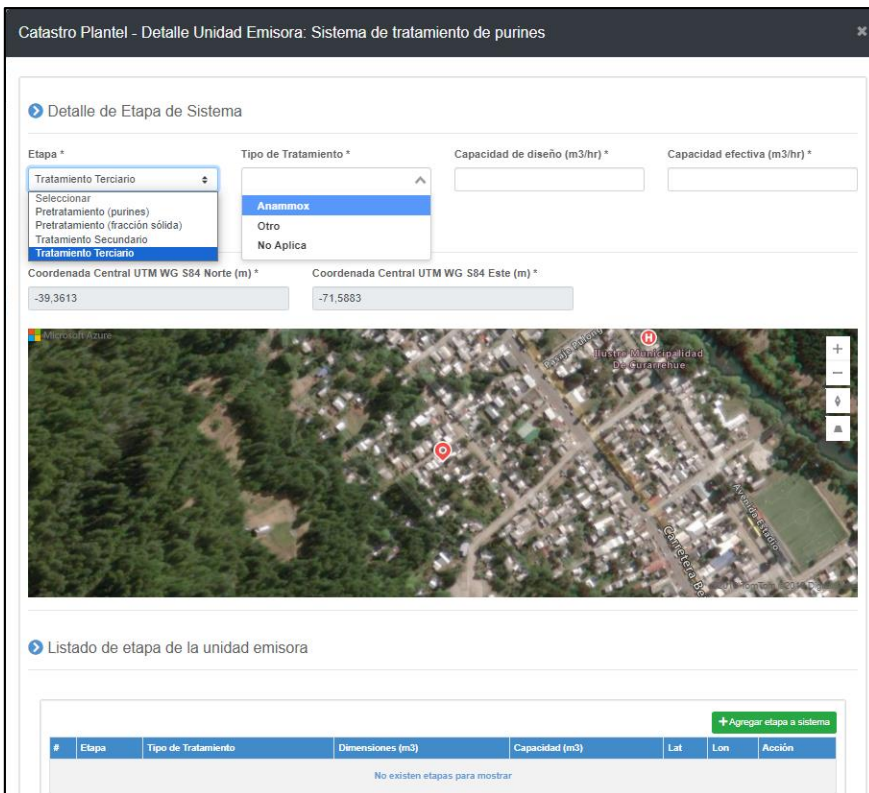 Catastro Plantel - Detalle Unidad Emisora: Sistema de tratamiento de purines
Detalle de Etapa de Sistema
Etapa * Tipo de Tratamiento * Capacidad de diseño (m3/hr) * Capacidad efectiva (m3/hr) *
Tratamiento Terciario
Seleccionar
Pretratamiento (purines)
Pretratamiento (fracción sólida)
Tratamiento Secundario
Tratamiento Terciario
Anammox
Otro
No Aplica
Coordenada Central UTM WG S84 Norte (m) * Coordenada Central UTM WG S84 Este (m) *
-39,3613 -71,5883
Microsoft Azure
Ilustre Municipalidad
De Curarrehue
Avenida Estadio
Listado de etapa de la unidad emisora
+ Agregar etapa a sistema
# Etapa Tipo de Tratamiento Dimensiones (m3) Capacidad (m3) Lat Lon Acción
No existen etapas para mostrar